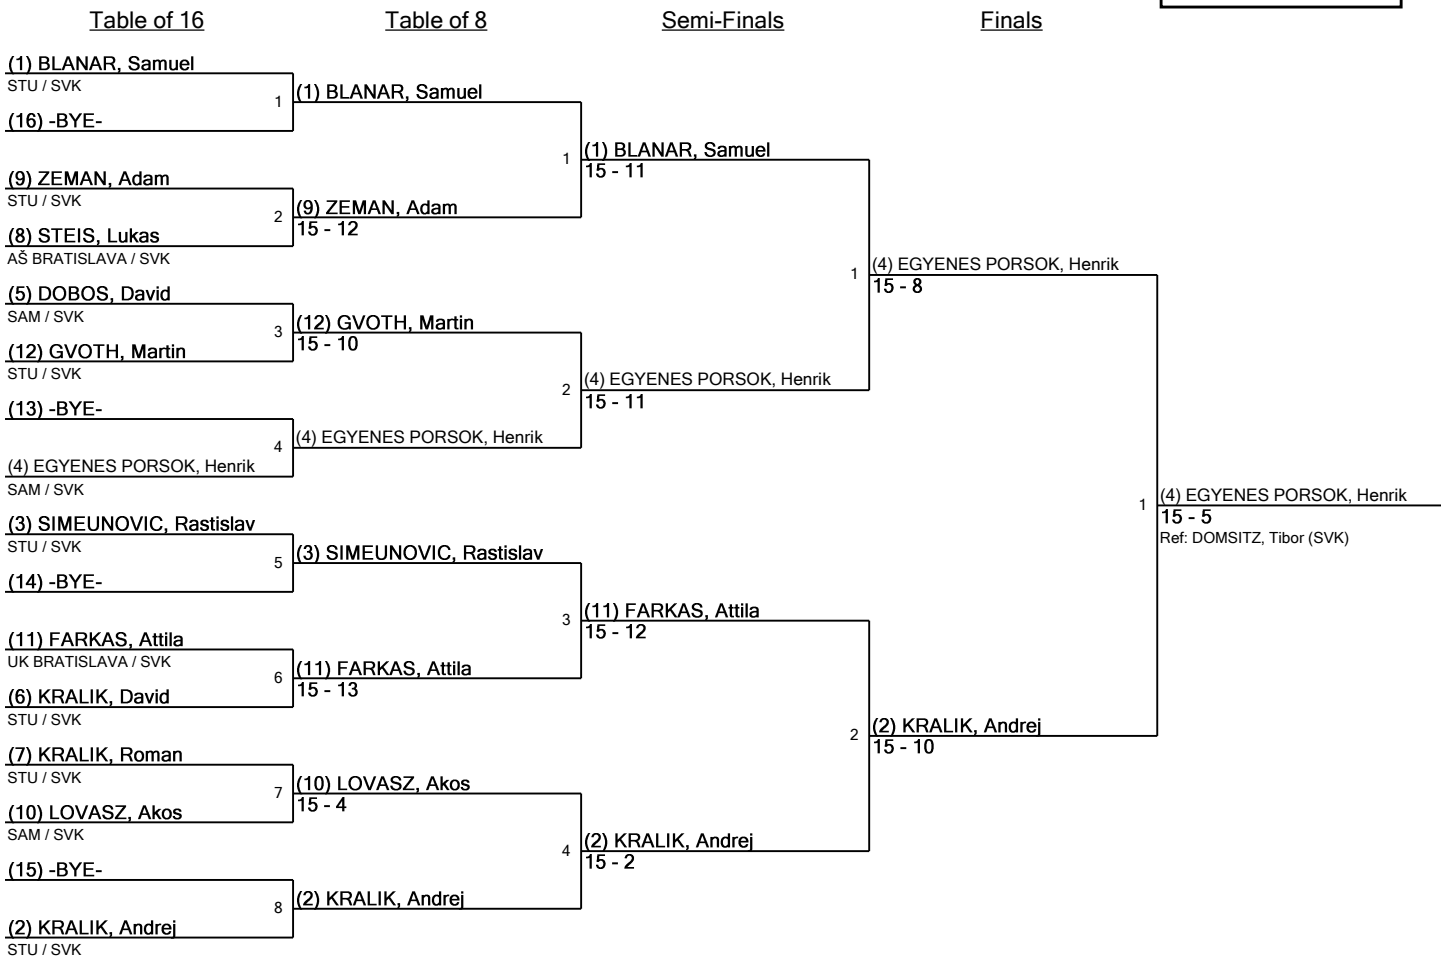 Table of 16
Table of 8
Semi-Finals
Finals
(1) BLANAR, Samuel
STU / SVK
1
(16) -BYE-
(9) ZEMAN, Adam
STU / SVK
2
(8) STEIS, Lukas
AŠ BRATISLAVA / SVK
(5) DOBOS, David
SAM / SVK
3
(12) GVOTH, Martin
STU / SVK
(13) -BYE-
4
(4) EGYENES PORSOK, Henrik
SAM / SVK
(3) SIMEUNOVIC, Rastislav
STU / SVK
5
(14) -BYE-
(11) FARKAS, Attila
UK BRATISLAVA / SVK
6
(6) KRALIK, David
STU / SVK
(7) KRALIK, Roman
STU / SVK
7
(10) LOVASZ, Akos
SAM / SVK
(15) -BYE-
8
(2) KRALIK, Andrej
STU / SVK
(1) BLANAR, Samuel
1
(9) ZEMAN, Adam
15 - 12
(12) GVOTH, Martin
15 - 10
2
(4) EGYENES PORSOK, Henrik
(3) SIMEUNOVIC, Rastislav
3
(11) FARKAS, Attila
15 - 13
(10) LOVASZ, Akos
15 - 4
4
(2) KRALIK, Andrej
(1) BLANAR, Samuel
15 - 11
1
(4) EGYENES PORSOK, Henrik
15 - 11
(11) FARKAS, Attila
15 - 12
2
(2) KRALIK, Andrej
15 - 2
(4) EGYENES PORSOK, Henrik
15 - 8
1
(2) KRALIK, Andrej
15 - 10
(4) EGYENES PORSOK, Henrik
15 - 5
Ref: DOMSITZ, Tibor (SVK)